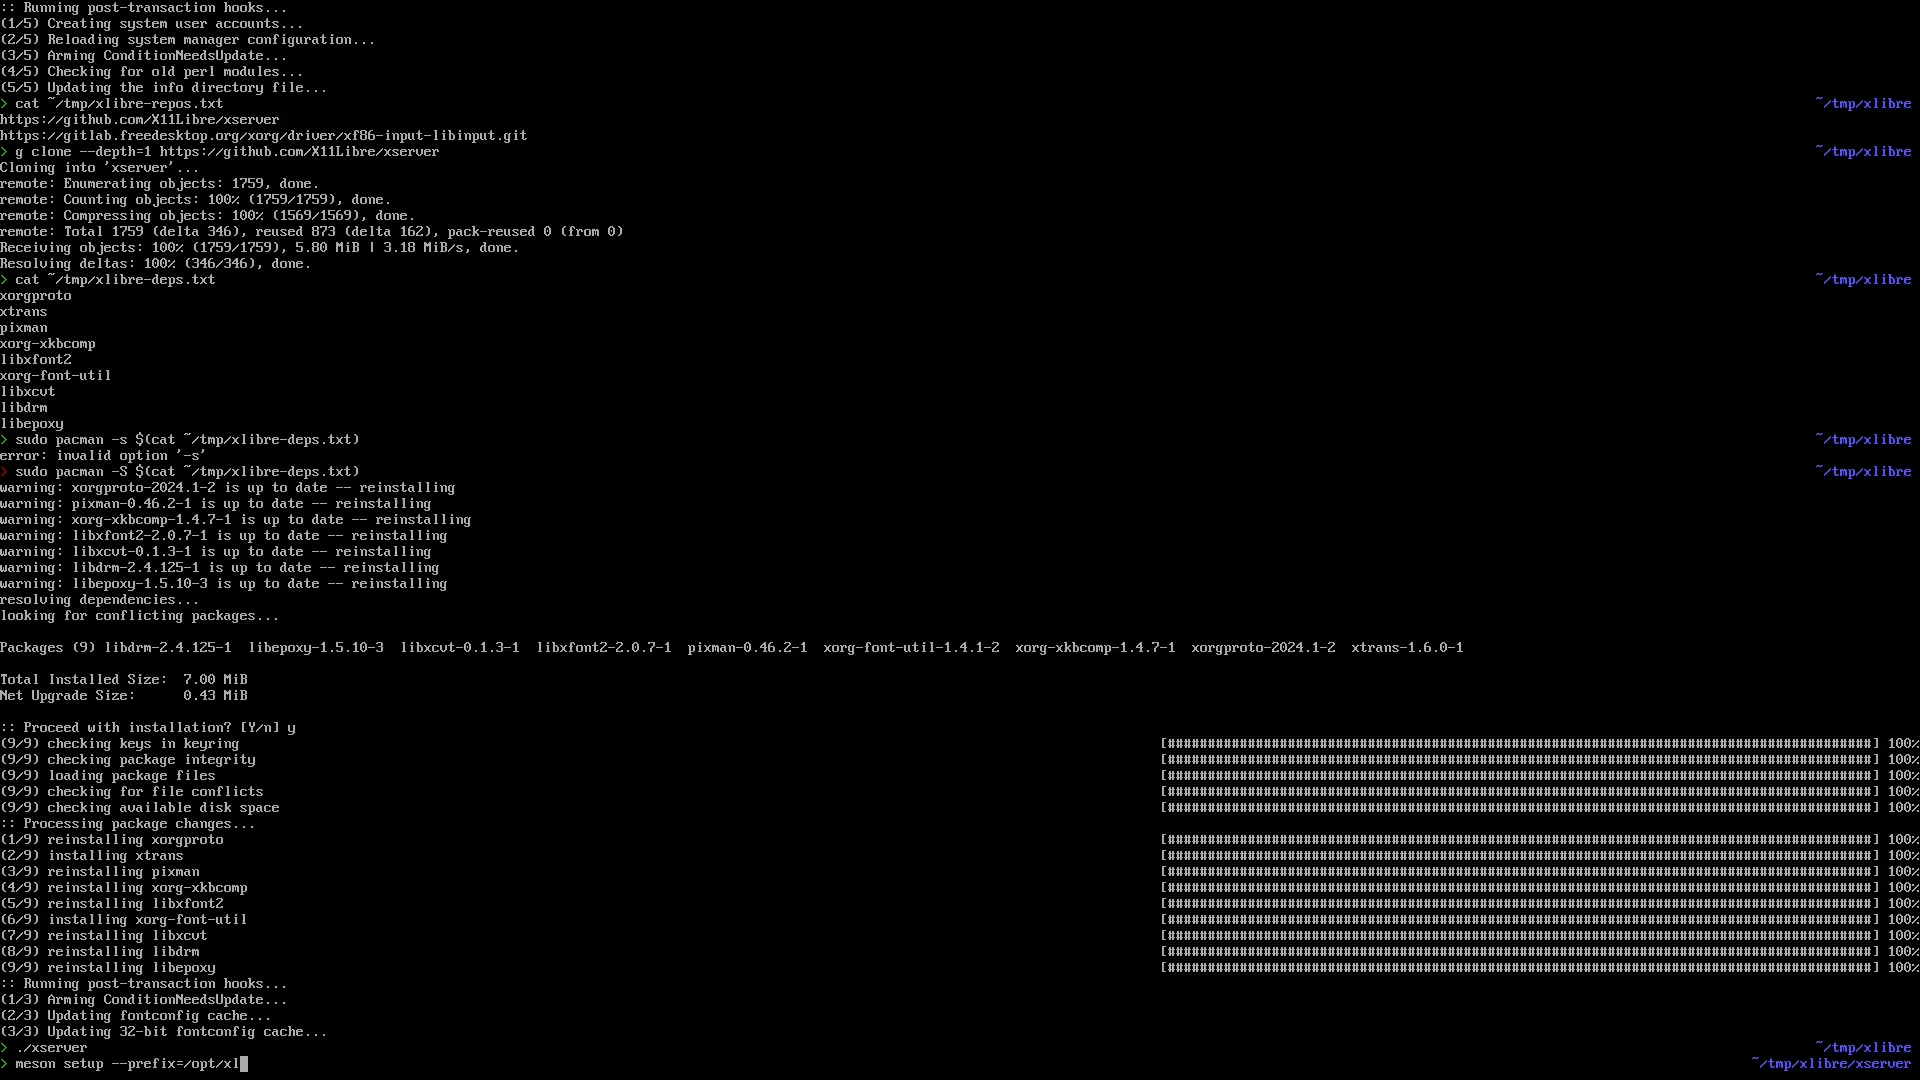 :: Running post-transaction hooks...
(1/5) Creating system user accounts...
(2/5) Reloading system manager configuration...
(3/5) Arming ConditionNeedsUpdate...
(4/5) Checking for old perl modules...
(5/5) Updating the info directory file...
> cat ~/tmp/xlibre-repos.txt ~/tmp/xlibre
https://github.com/X11Libre/xserver
https://gitlab.freedesktop.org/xorg/driver/xf86-input-libinput.git
> g clone --depth=1 https://github.com/X11Libre/xserver ~/tmp/xlibre
Cloning into 'xserver'...
remote: Enumerating objects: 1759, done.
remote: Counting objects: 100% (1759/1759), done.
remote: Compressing objects: 100% (1569/1569), done.
remote: Total 1759 (delta 346), reused 873 (delta 162), pack-reused 0 (from 0)
Receiving objects: 100% (1759/1759), 5.80 MiB | 3.18 MiB/s, done.
Resolving deltas: 100% (346/346), done.
> cat ~/tmp/xlibre-deps.txt ~/tmp/xlibre
xorgproto
xtrans
pixman
xorg-xkbcomp
libxfont2
xorg-font-util
libxcvt
libdrm
libepoxy
> sudo pacman -s $(cat ~/tmp/xlibre-deps.txt) ~/tmp/xlibre
error: invalid option '-s'
> sudo pacman -S $(cat ~/tmp/xlibre-deps.txt) ~/tmp/xlibre
warning: xorgproto-2024.1-2 is up to date -- reinstalling
warning: pixman-0.46.2-1 is up to date -- reinstalling
warning: xorg-xkbcomp-1.4.7-1 is up to date -- reinstalling
warning: libxfont2-2.0.7-1 is up to date -- reinstalling
warning: libxcvt-0.1.3-1 is up to date -- reinstalling
warning: libdrm-2.4.125-1 is up to date -- reinstalling
warning: libepoxy-1.5.10-3 is up to date -- reinstalling
resolving dependencies...
looking for conflicting packages...
Packages (9) libdrm-2.4.125-1 libepoxy-1.5.10-3 libxcvt-0.1.3-1 libxfont2-2.0.7-1 pixman-0.46.2-1 xorg-font-util-1.4.1-2 xorg-xkbcomp-1.4.7-1 xorgproto-2024.1-2 xtrans-1.6.0-1
Total Installed Size: 7.00 MiB
Net Upgrade Size: 0.43 MiB
:: Proceed with installation? [Y/n] y
(9/9) checking keys in keyring [########################################################################################] 100%
(9/9) checking package integrity [########################################################################################] 100%
(9/9) loading package files [########################################################################################] 100%
(9/9) checking for file conflicts [########################################################################################] 100%
(9/9) checking available disk space [########################################################################################] 100%
:: Processing package changes...
(1/9) reinstalling xorgproto [########################################################################################] 100%
(2/9) installing xtrans [########################################################################################] 100%
(3/9) reinstalling pixman [########################################################################################] 100%
(4/9) reinstalling xorg-xkbcomp [########################################################################################] 100%
(5/9) reinstalling libxfont2 [########################################################################################] 100%
(6/9) installing xorg-font-util [########################################################################################] 100%
(7/9) reinstalling libxcvt [########################################################################################] 100%
(8/9) reinstalling libdrm [########################################################################################] 100%
(9/9) reinstalling libepoxy [########################################################################################] 100%
:: Running post-transaction hooks...
(1/3) Arming ConditionNeedsUpdate...
(2/3) Updating fontconfig cache...
(3/3) Updating 32-bit fontconfig cache...
> ./xserver ~/tmp/xlibre
> meson setup --prefix=/opt/xl ~/tmp/xlibre/xserver